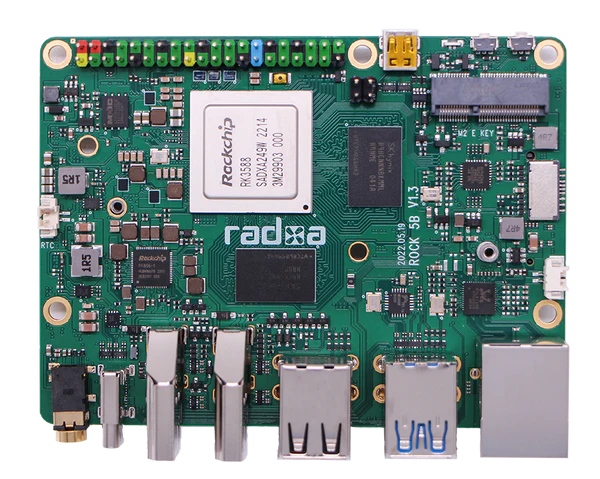 M2 E KEY
4R7
Rockchip
RK3588
SADXA249W 2214
3M29903 000
SKhynix
1R5
radxa
ROCK 5B V1.3
2022.05.19
4R7
RTC
Rockchip
1R5